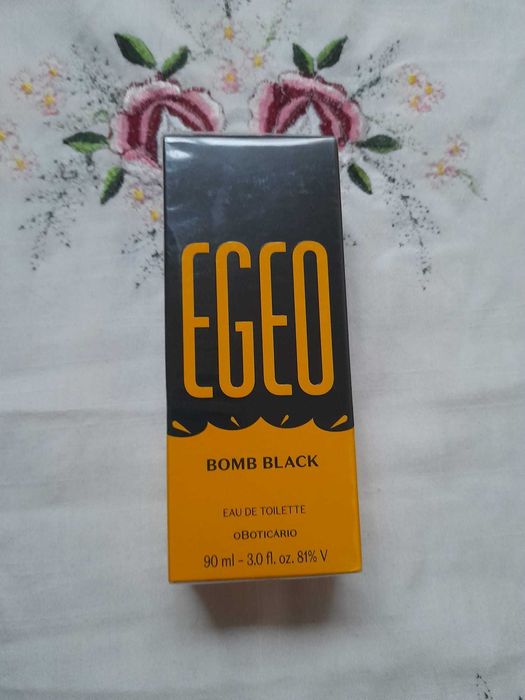 EGEO
BOMB BLACK
EAU DE TOILETTE
oBOTICÁRIO
90 ml - 3.0 fl. oz. 81% V